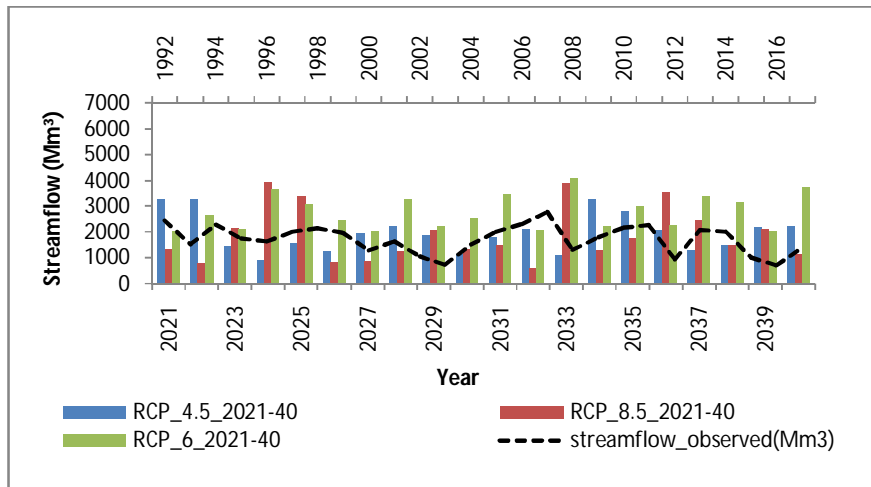 1992 1994 1996 1998 2000 2002 2004 2006 2008 2010 2012 2014 2016
Streamflow (Mm³)
7000
6000
5000
4000
3000
2000
1000
0
2021 2023 2025 2027 2029 2031 2033 2035 2037 2039
Year
RCP_4.5_2021-40 RCP_8.5_2021-40
RCP_6_2021-40 streamflow_observed(Mm3)